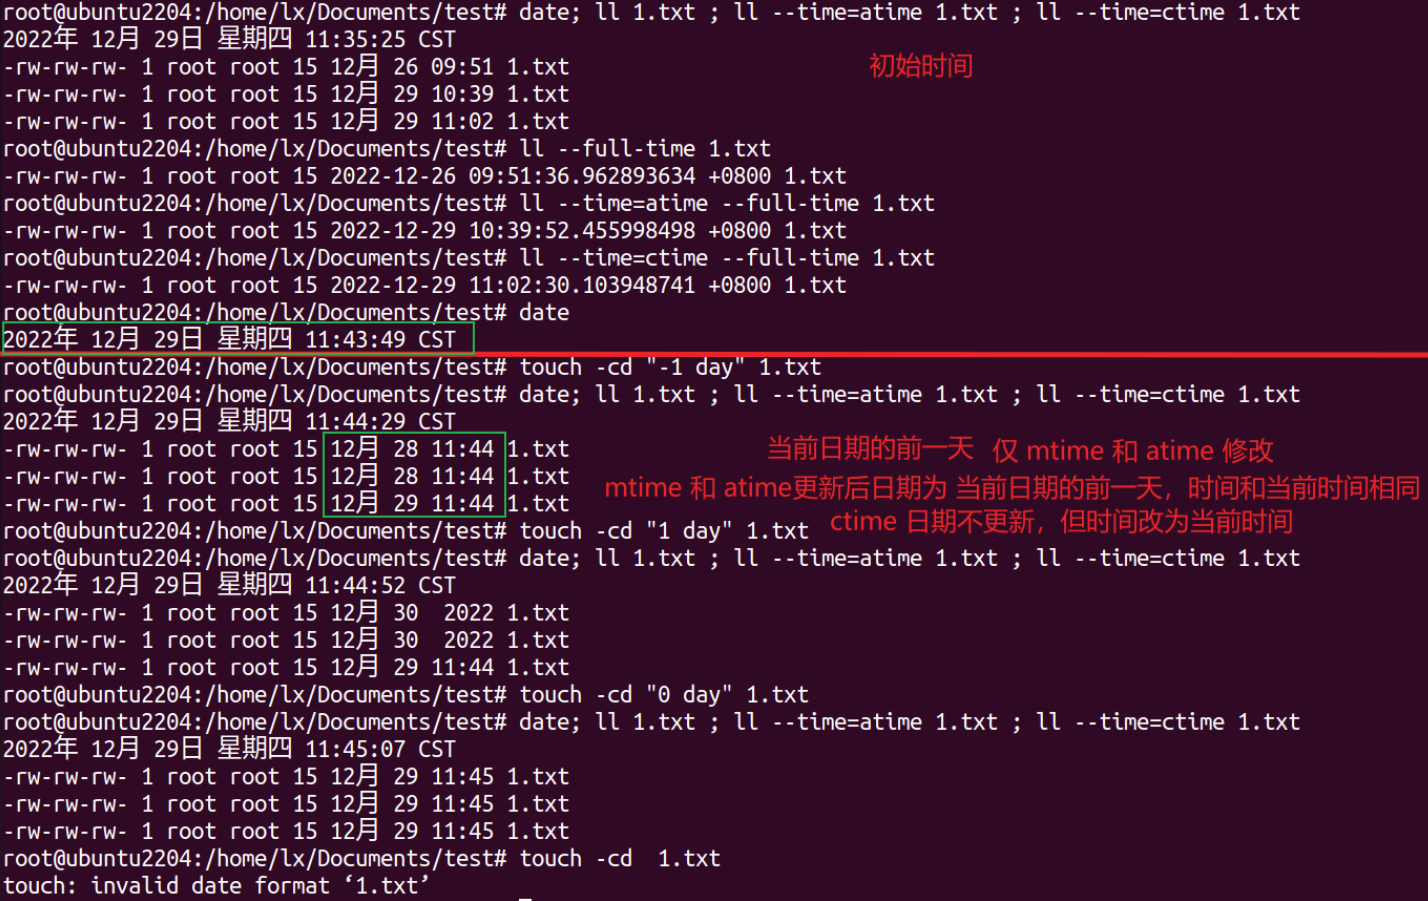 root@ubuntu2204:/home/lx/Documents/test# date; ll 1.txt ; ll --time=atime 1.txt ; ll --time=ctime 1.txt
2022年 12月 29日 星期四 11:35:25 CST
-rw-rw-rw- 1 root root 15 12月 26 09:51 1.txt 初始时间
-rw-rw-rw- 1 root root 15 12月 29 10:39 1.txt
-rw-rw-rw- 1 root root 15 12月 29 11:02 1.txt
root@ubuntu2204:/home/lx/Documents/test# ll --full-time 1.txt
-rw-rw-rw- 1 root root 15 2022-12-26 09:51:36.962893634 +0800 1.txt
root@ubuntu2204:/home/lx/Documents/test# ll --time=atime --full-time 1.txt
-rw-rw-rw- 1 root root 15 2022-12-29 10:39:52.455998498 +0800 1.txt
root@ubuntu2204:/home/lx/Documents/test# ll --time=ctime --full-time 1.txt
-rw-rw-rw- 1 root root 15 2022-12-29 11:02:30.103948741 +0800 1.txt
root@ubuntu2204:/home/lx/Documents/test# date
2022年 12月 29日 星期四 11:43:49 CST
root@ubuntu2204:/home/lx/Documents/test# touch -cd "-1 day" 1.txt
root@ubuntu2204:/home/lx/Documents/test# date; ll 1.txt ; ll --time=atime 1.txt ; ll --time=ctime 1.txt
2022年 12月 29日 星期四 11:44:29 CST
-rw-rw-rw- 1 root root 15 12月 28 11:44 1.txt 当前日期的前一天 仅 mtime 和 atime 修改
-rw-rw-rw- 1 root root 15 12月 28 11:44 1.txt mtime 和 atime更新后日期为 当前日期的前一天，时间和当前时间相同
-rw-rw-rw- 1 root root 15 12月 29 11:44 1.txt ctime 日期不更新，但时间改为当前时间
root@ubuntu2204:/home/lx/Documents/test# touch -cd "1 day" 1.txt
root@ubuntu2204:/home/lx/Documents/test# date; ll 1.txt ; ll --time=atime 1.txt ; ll --time=ctime 1.txt
2022年 12月 29日 星期四 11:44:52 CST
-rw-rw-rw- 1 root root 15 12月 30  2022 1.txt
-rw-rw-rw- 1 root root 15 12月 30  2022 1.txt
-rw-rw-rw- 1 root root 15 12月 29 11:44 1.txt
root@ubuntu2204:/home/lx/Documents/test# touch -cd "0 day" 1.txt
root@ubuntu2204:/home/lx/Documents/test# date; ll 1.txt ; ll --time=atime 1.txt ; ll --time=ctime 1.txt
2022年 12月 29日 星期四 11:45:07 CST
-rw-rw-rw- 1 root root 15 12月 29 11:45 1.txt
-rw-rw-rw- 1 root root 15 12月 29 11:45 1.txt
-rw-rw-rw- 1 root root 15 12月 29 11:45 1.txt
root@ubuntu2204:/home/lx/Documents/test# touch -cd  1.txt
touch: invalid date format ‘1.txt’